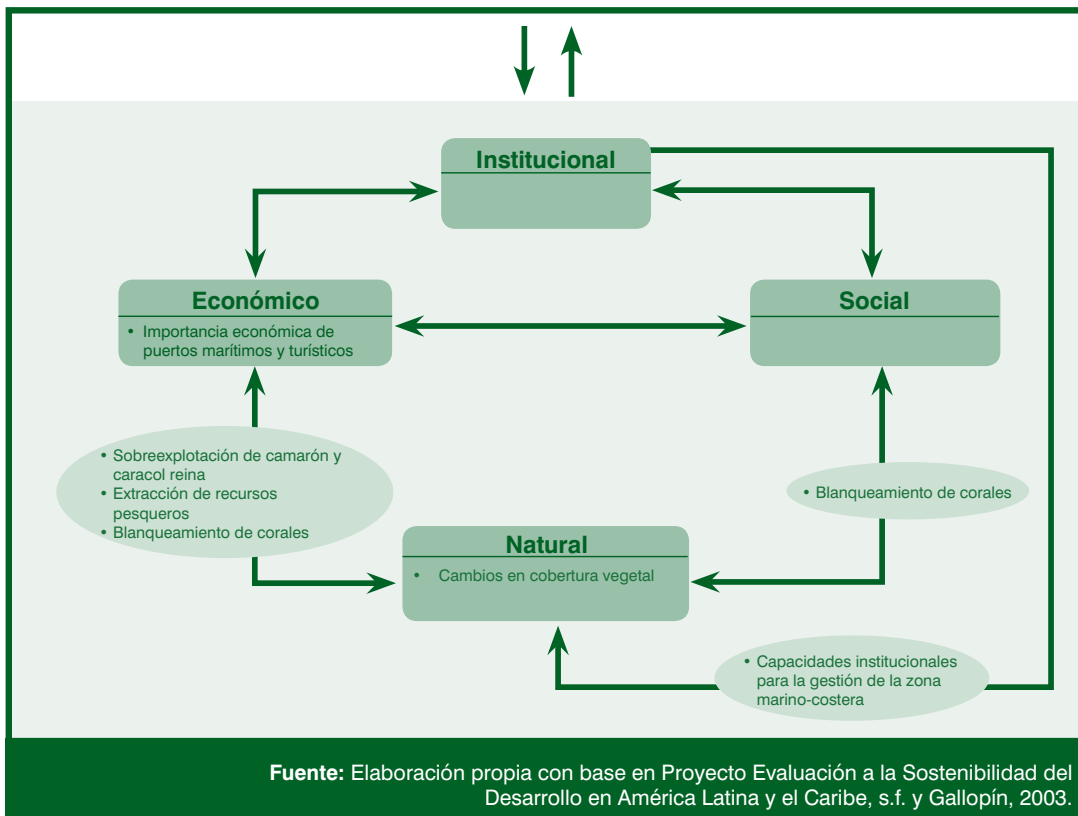 Institucional
Económico
• Importancia económica de
puertos marítimos y turísticos
Social
• Sobreexplotación de camarón y
caracol reina
• Extracción de recursos
pesqueros
• Blanqueamiento de corales
• Blanqueamiento de corales
Natural
• Cambios en cobertura vegetal
• Capacidades institucionales
para la gestión de la zona
marino-costera
Fuente: Elaboración propia con base en Proyecto Evaluación a la Sostenibilidad del
Desarrollo en América Latina y el Caribe, s.f. y Gallopín, 2003.